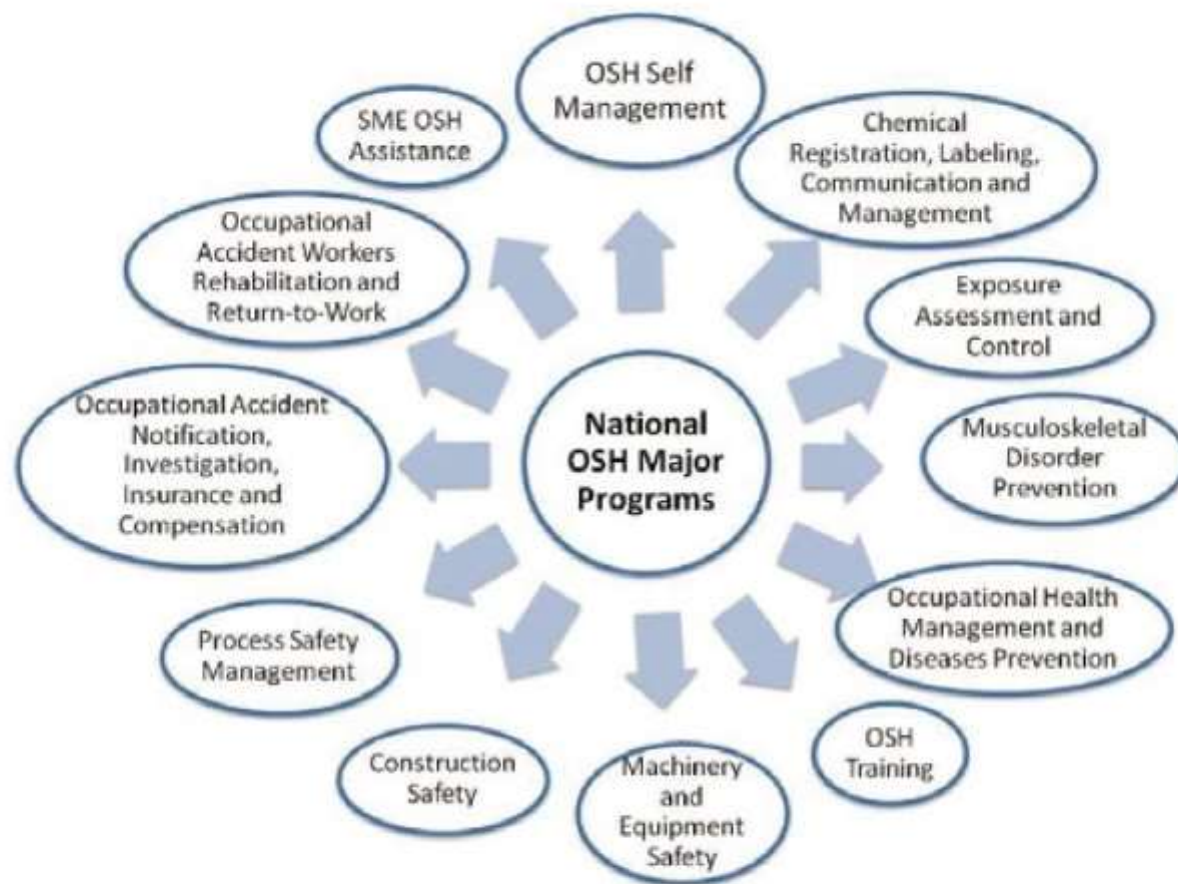 OSH Self
Management
Chemical
Registration, Labeling,
Communication and
Management
Exposure
Assessment and
Control
Musculoskeletal
Disorder
Prevention
Occupational Health
Management and
Diseases Prevention
OSH
Training
Machinery
and
Equipment
Safety
Construction
Safety
Process Safety
Management
Occupational Accident
Notification,
Investigation,
Insurance and
Compensation
Occupational
Accident Workers
Rehabilitation and
Return-to-Work
SME OSH
Assistance
National
OSH Major
Programs